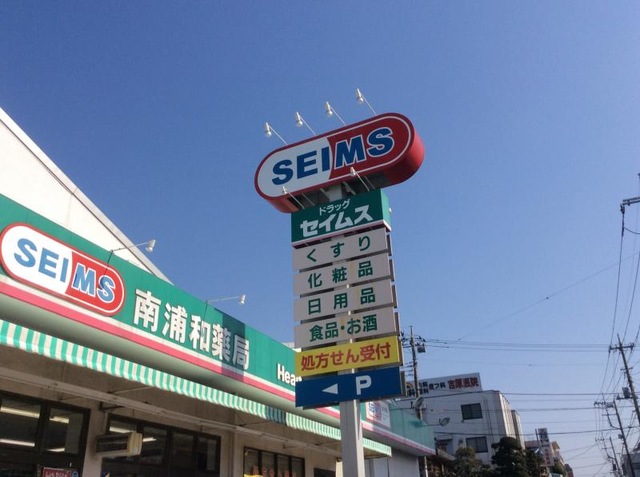 SEIMS
ドラッグ
セイムス
くすり
化粧品
日用品
食品・お酒
処方せん受付
P
SEIMS
南浦和薬局
Hea